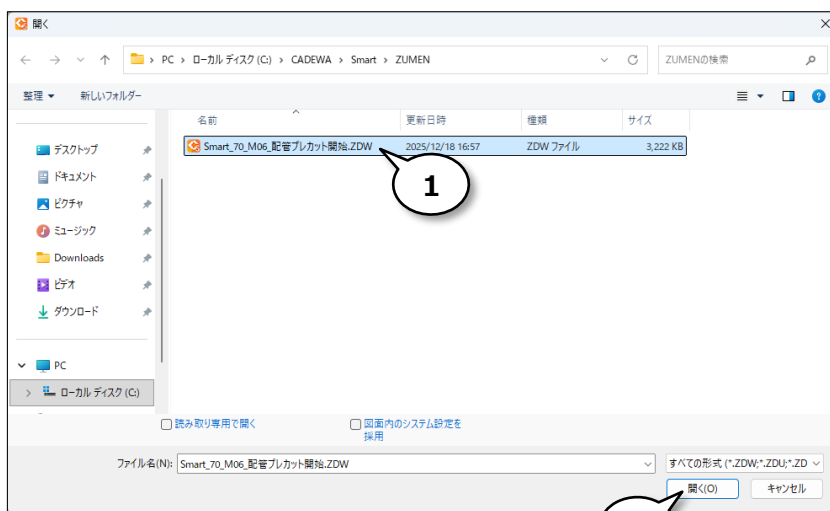 開く
PC > ローカル ディスク (C:) > CADEWA > Smart > ZUMEN
ZUMENの検索
整理
新しいフォルダー
名前 更新日時 種類 サイズ
デスクトップ
Smart_70_M06_配管プレカット開始.ZDW 2025/12/18 16:57 ZDW ファイル 3,222 KB
ドキュメント
1
ピクチャ
ミュージック
Downloads
ビデオ
ダウンロード
PC
ローカル ディスク (C:)
読み取り専用で開く
図面内のシステム設定を
採用
ファイル名(N): Smart_70_M06_配管プレカット開始.ZDW
すべての形式 (*.ZDW;*.ZDU;*.ZD
開く(O) キャンセル